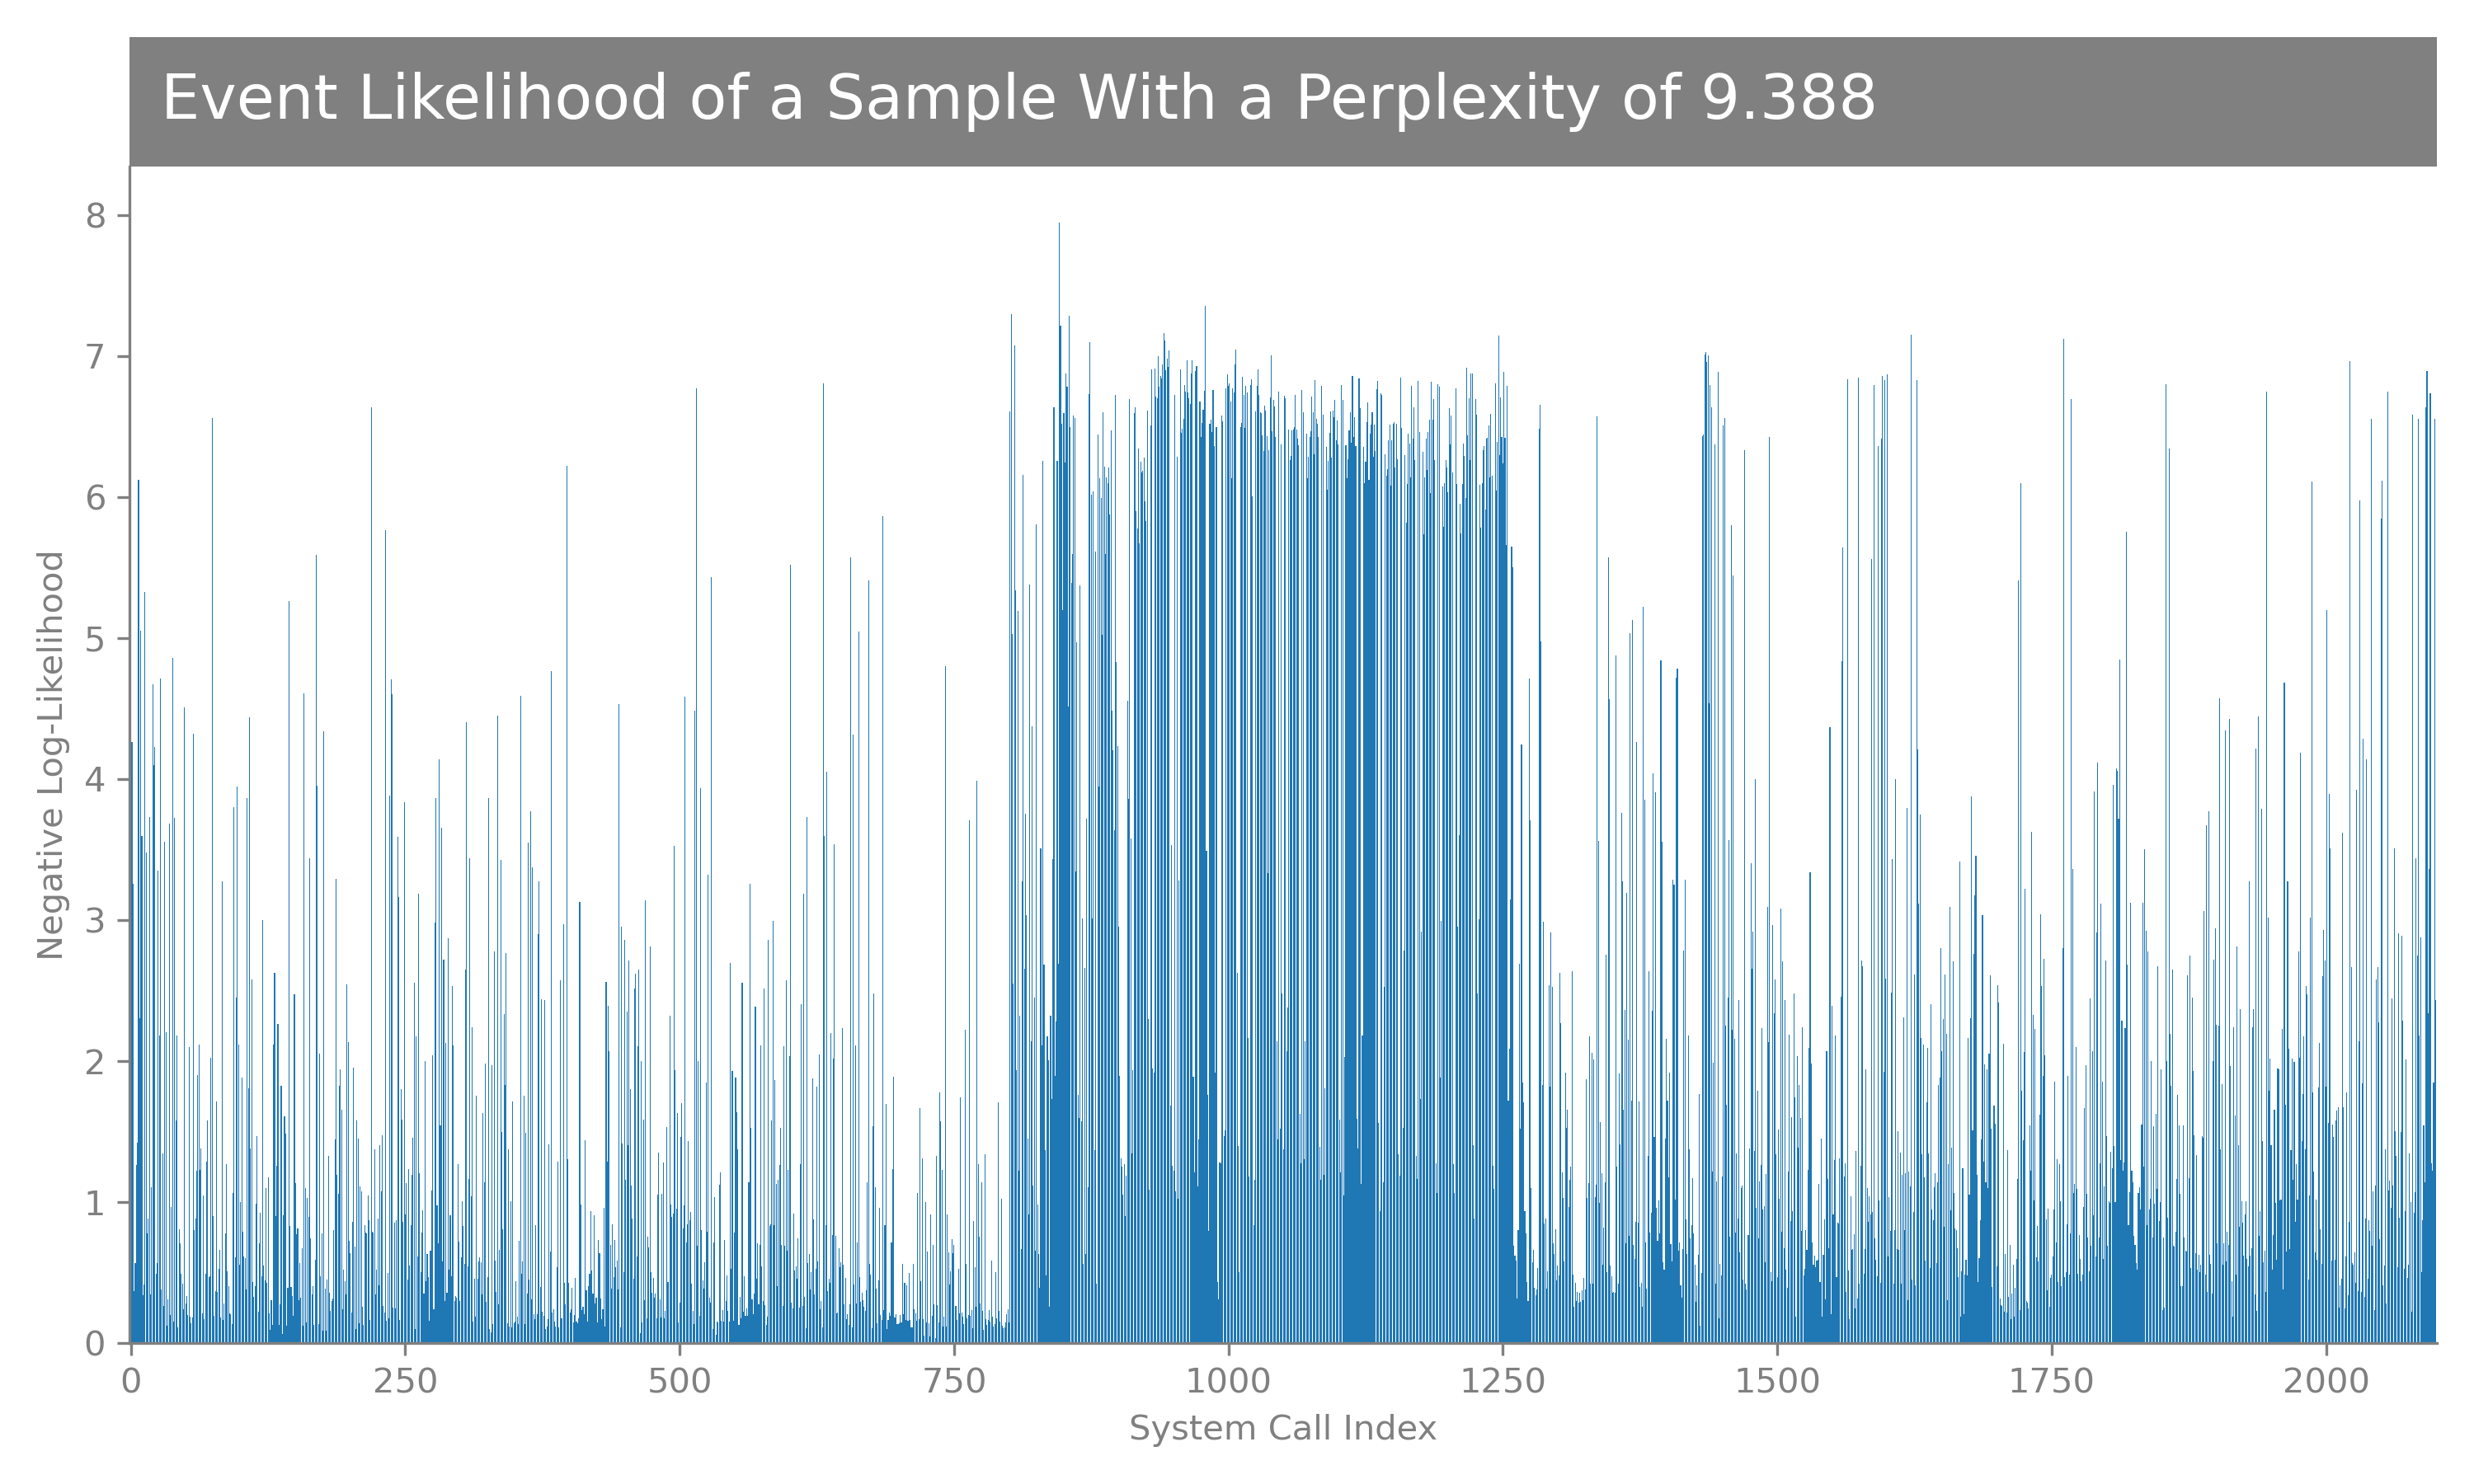 Event Likelihood of a Sample With a Perplexity of 9.388
8
7
6
5
4
3
2
1
0
Negative Log-Likelihood
0 250 500 750 1000 1250 1500 1750 2000
System Call Index